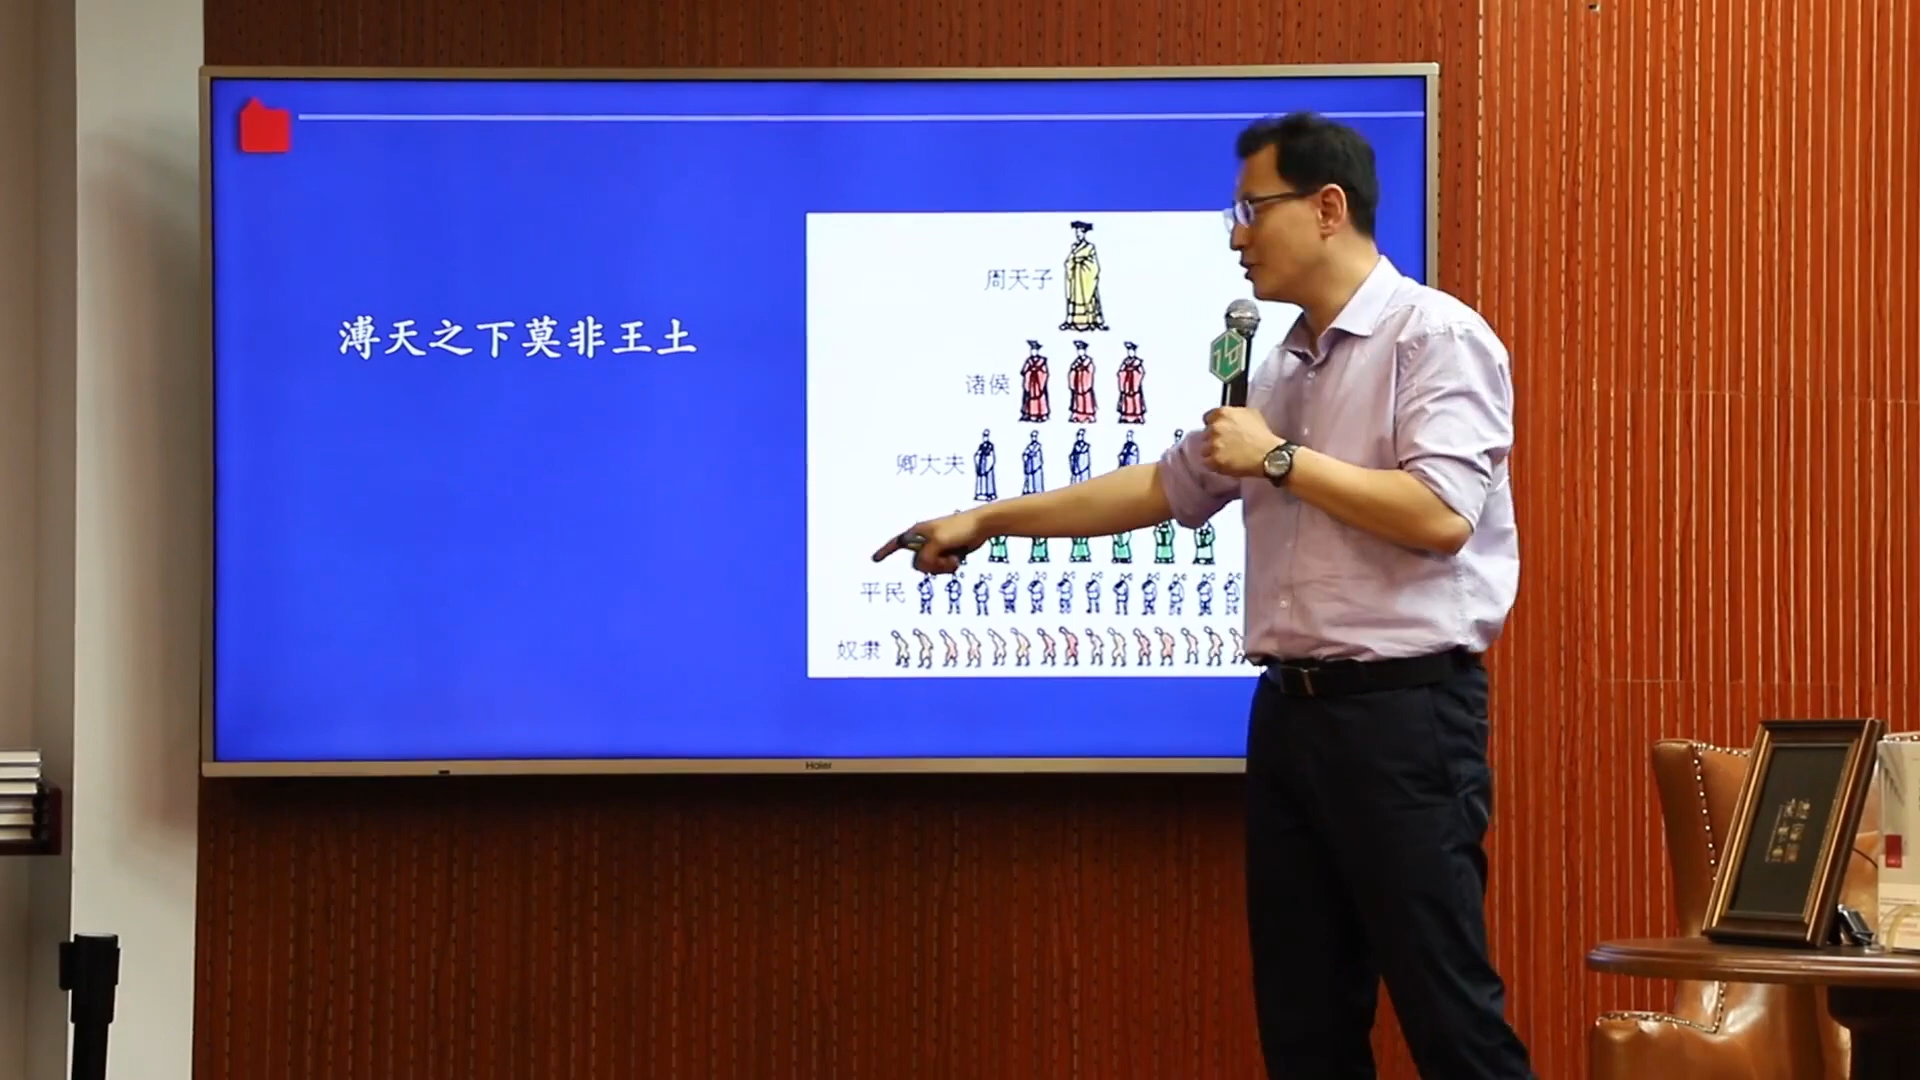 溥天之下莫非王土
周天子
诸侯
卿大夫
平民
奴隶
Haier